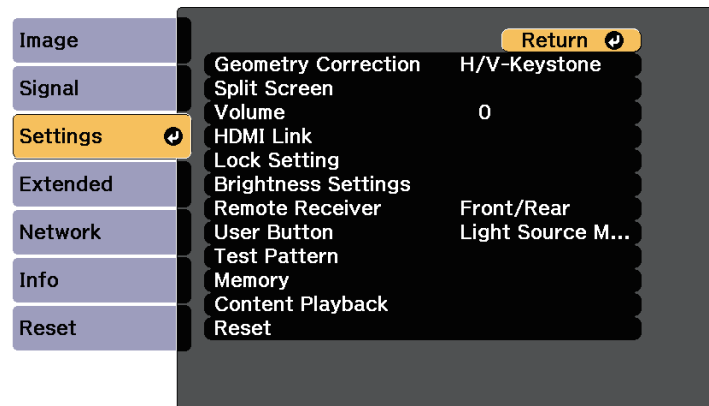 Image
Signal
Settings
Extended
Network
Info
Reset
Return
Geometry Correction H/V-Keystone
Split Screen
Volume 0
HDMI Link
Lock Setting
Brightness Settings
Remote Receiver Front/Rear
User Button Light Source M...
Test Pattern
Memory
Content Playback
Reset